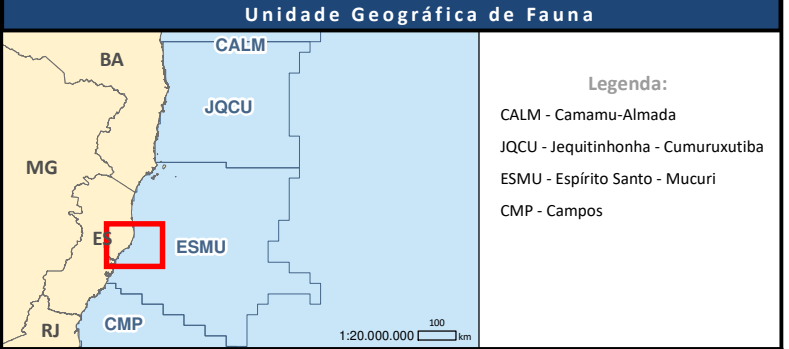 Unidade Geográfica de Fauna
CALM
BA
JQCU
MG
ES
ESMU
RJ
CMP
1:20.000.000
100
km
Legenda:
CALM - Camamu-Almada
JQCU - Jequitinhonha - Cumuruxutiba
ESMU - Espírito Santo - Mucuri
CMP - Campos